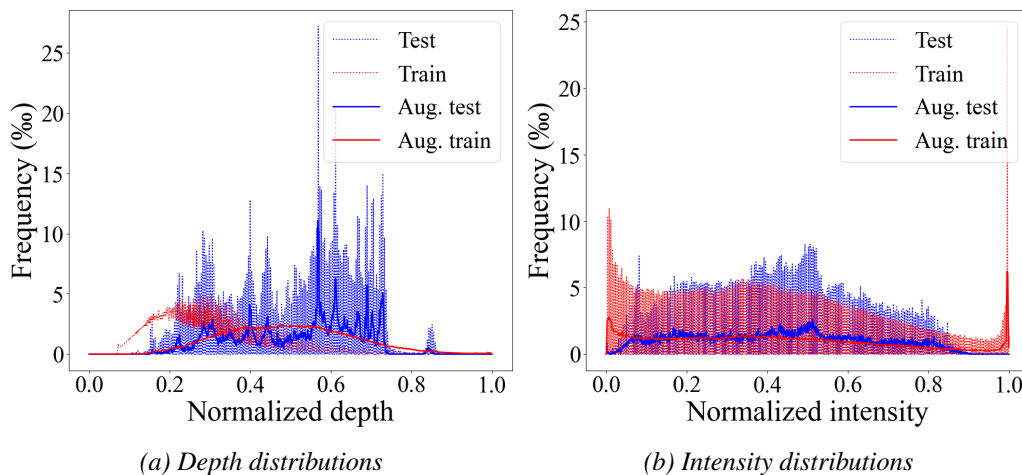 25
20
15
10
5
0
Frequency (‰)
Test
Train
Aug. test
Aug. train
0.0 0.2 0.4 0.6 0.8 1.0
Normalized depth
(a) Depth distributions
25
20
15
10
5
0
Frequency (‰)
Test
Train
Aug. test
Aug. train
0.0 0.2 0.4 0.6 0.8 1.0
Normalized intensity
(b) Intensity distributions